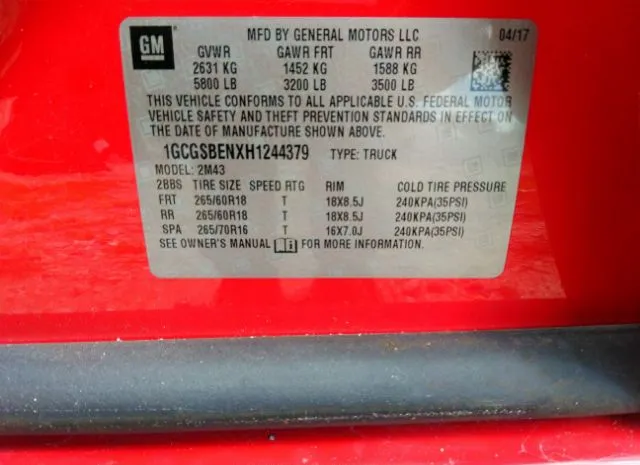 GM
MFD BY GENERAL MOTORS LLC 04/17
GVWR GAWR FRT GAWR RR
2631 KG 1452 KG 1588 KG
5800 LB 3200 LB 3500 LB
THIS VEHICLE CONFORMS TO ALL APPLICABLE U.S. FEDERAL MOTOR
VEHICLE SAFETY AND THEFT PREVENTION STANDARDS IN EFFECT ON
THE DATE OF MANUFACTURE SHOWN ABOVE.
1GCGSBENXH1244379 TYPE: TRUCK
MODEL: 2M43
2BBS TIRE SIZE SPEED RTG RIM COLD TIRE PRESSURE
FRT 265/60R18 T 18X8.5J 240KPA(35PSI)
RR 265/60R18 T 18X8.5J 240KPA(35PSI)
SPA 265/70R16 T 16X7.0J 240KPA(35PSI)
SEE OWNER'S MANUAL FOR MORE INFORMATION.